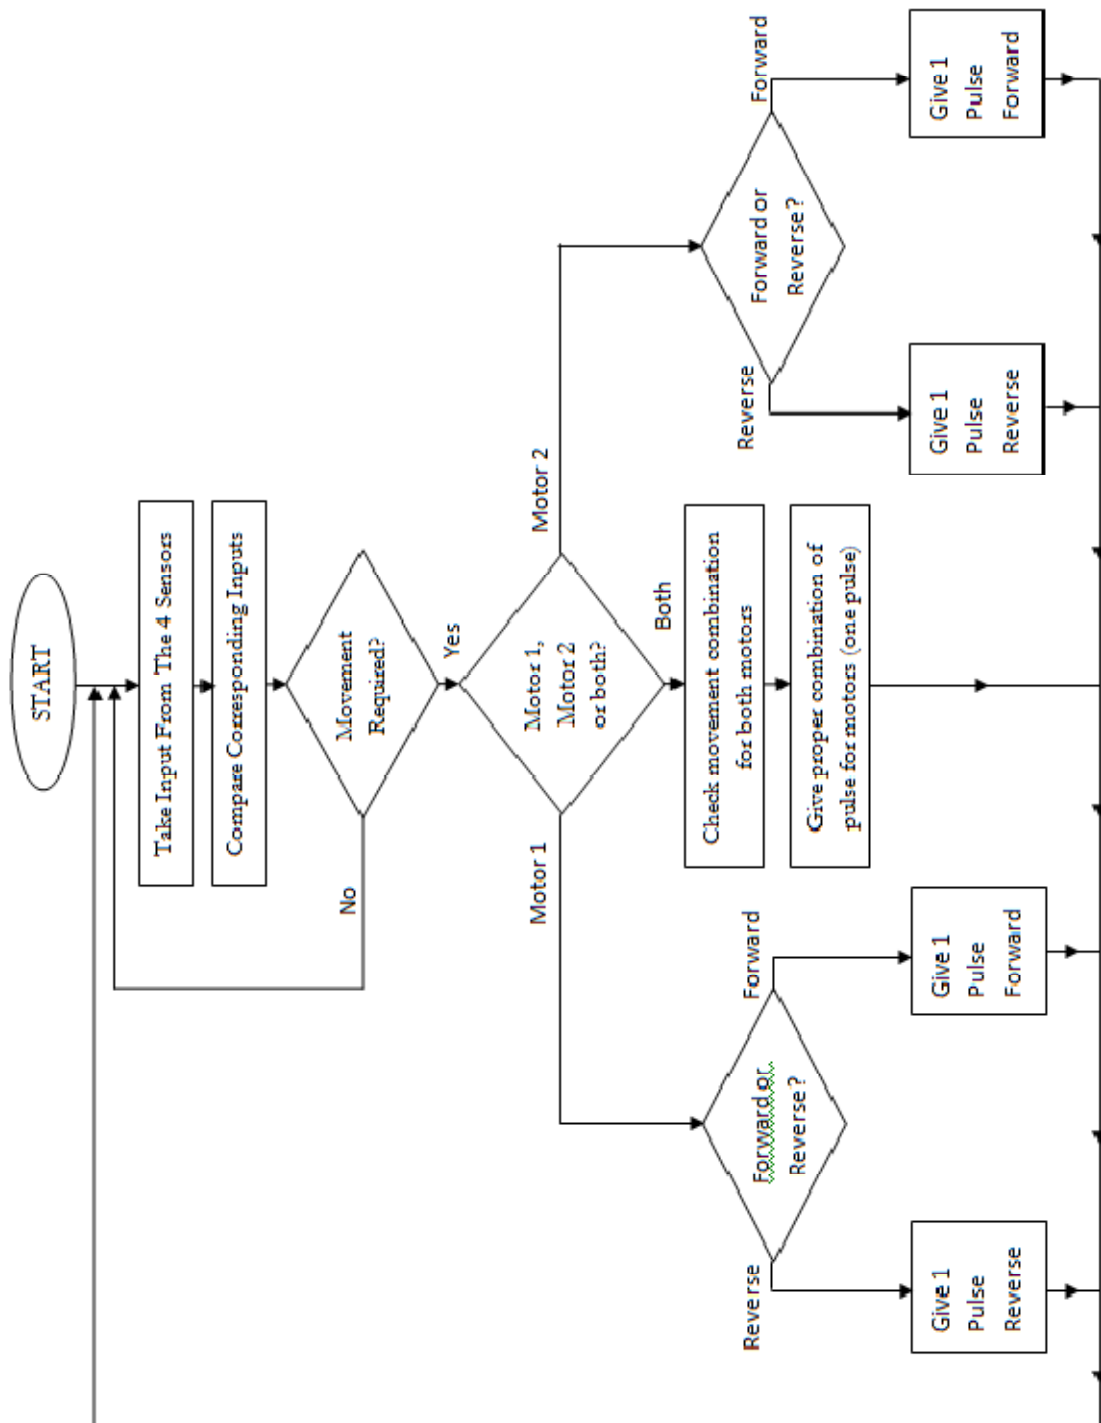 START
Take Input From The 4 Sensors
Compare Corresponding Inputs
Movement
Required?
No
Yes
Motor 1,
Motor 2
or both?
Motor 1
Motor 2
Both
Forward or
Reverse?
Reverse
Forward
Give 1
Pulse
Reverse
Give 1
Pulse
Forward
Check movement combination
for both motors
Give proper combination of
pulse for motors (one pulse)
Forward or
Reverse?
Reverse
Forward
Give 1
Pulse
Reverse
Give 1
Pulse
Forward